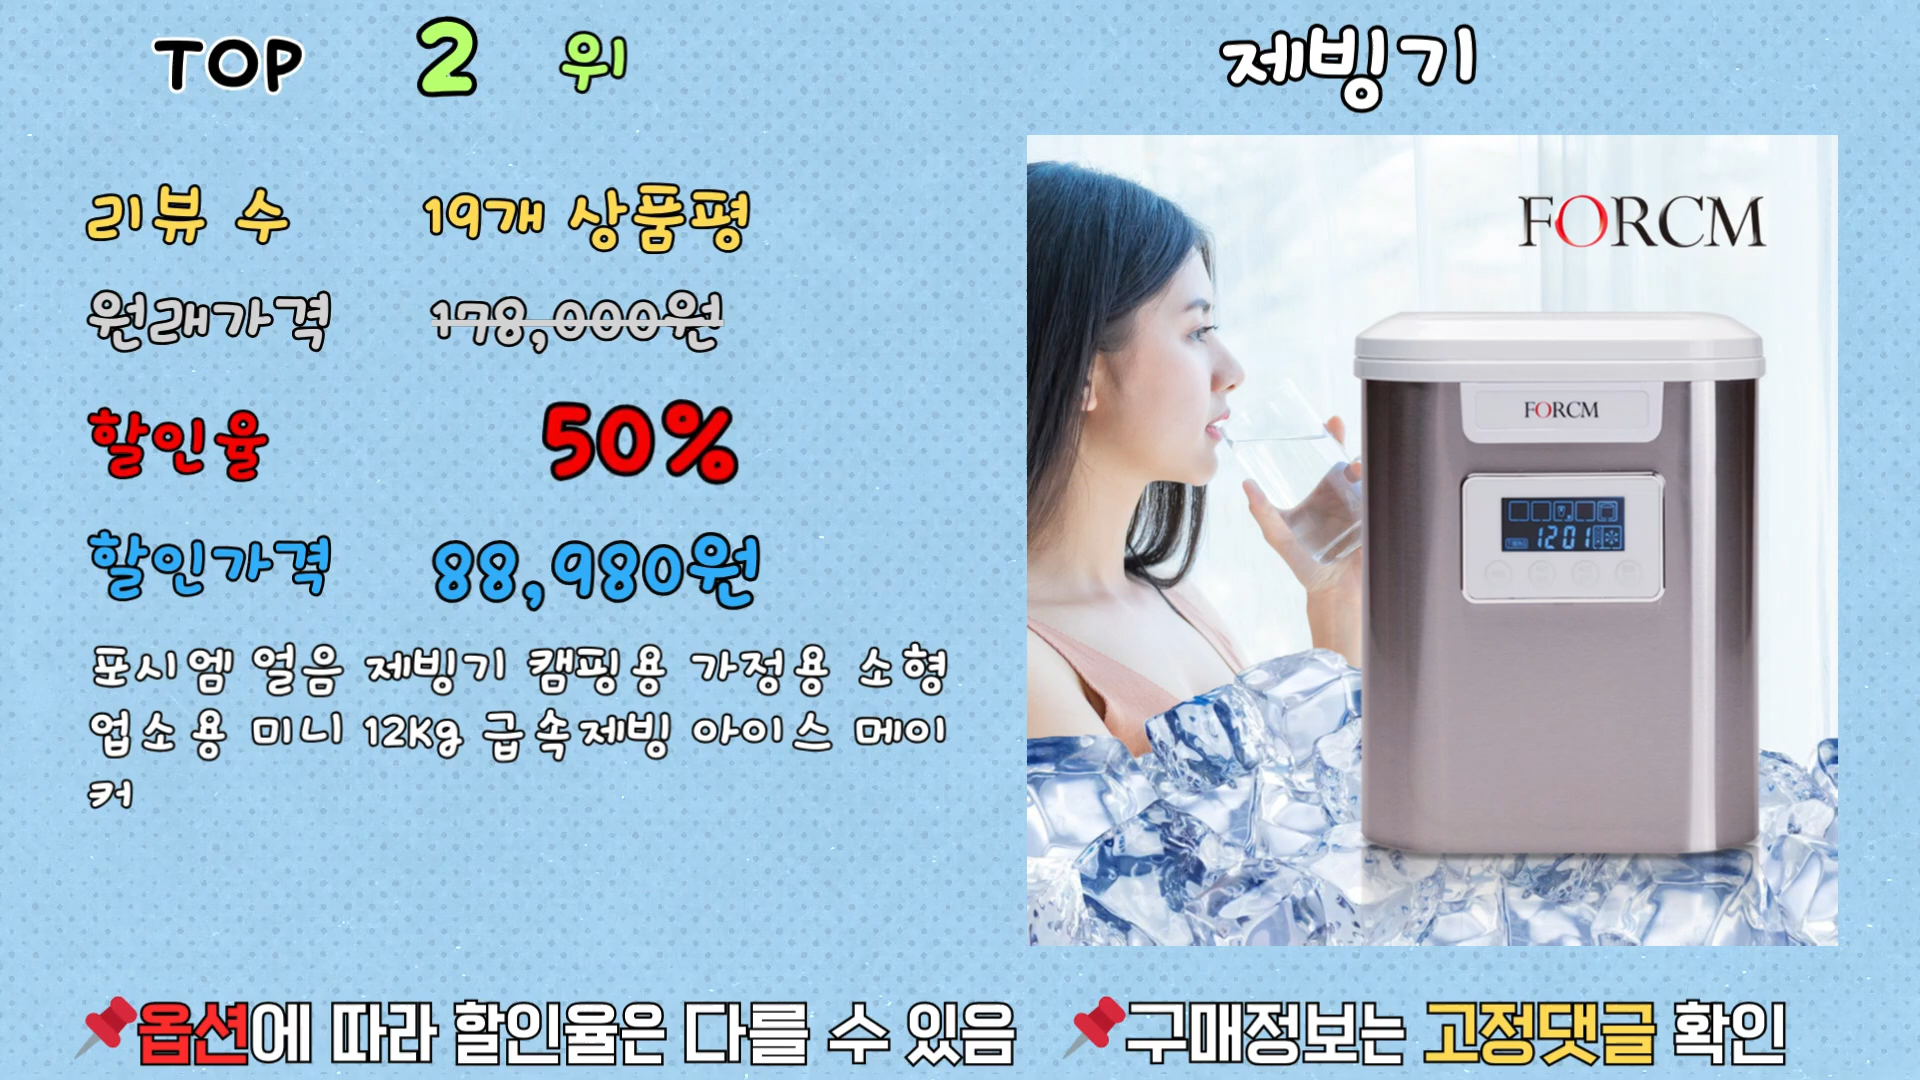 TOP 2 위
제빙기
리뷰 수 19개 상품평
원래가격 178,000원
할인율 50%
할인가격 88,980원
포시엠 얼음 제빙기 캠핑용 가정용 소형
업소용 미니 12Kg 급속제빙 아이스 메이
커
FORCM
FORCM
1201
옵션에 따라 할인율은 다를 수 있음
구매정보는 고정댓글 확인